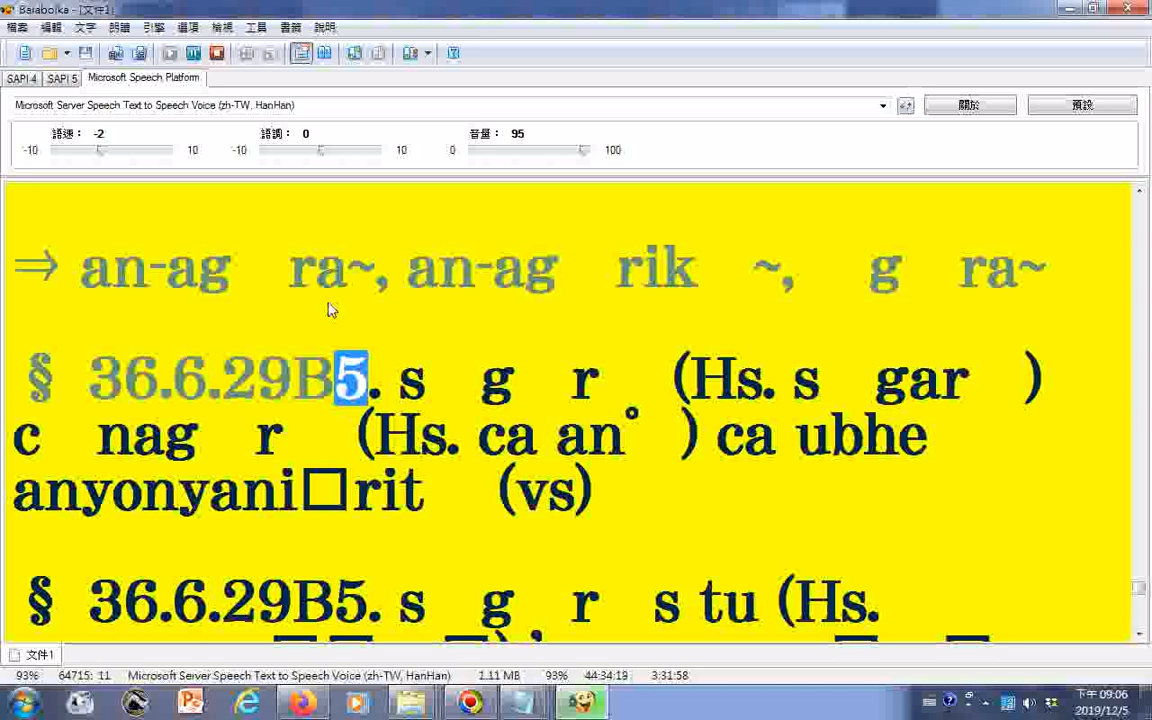 Balabolka - [文件1]
檔案 編輯 文字 朗讀 引擎 選項 檢視 工具 書籤 說明
SAPI 4 SAPI 5 Microsoft Speech Platform
Microsoft Server Speech Text to Speech Voice (zh-TW, HanHan) 關於 預設
語速： -2 語調： 0 音量： 95
-10 10 -10 10 0 100
⇒ an-ag ra~, an-ag rik ~, g ra~
§ 36.6.29B5. s g r (Hs. s gar )
c nag r (Hs. ca an˚ ) ca ubhe
anyonyani□rit (vs)
§ 36.6.29B5. s g r s tu (Hs.
文件1
93% 64715: 11 Microsoft Server Speech Text to Speech Voice (zh-TW, HanHan) 1.11 MB 93% 44:34:19 3:31:58
下午 09:06
2019/12/5